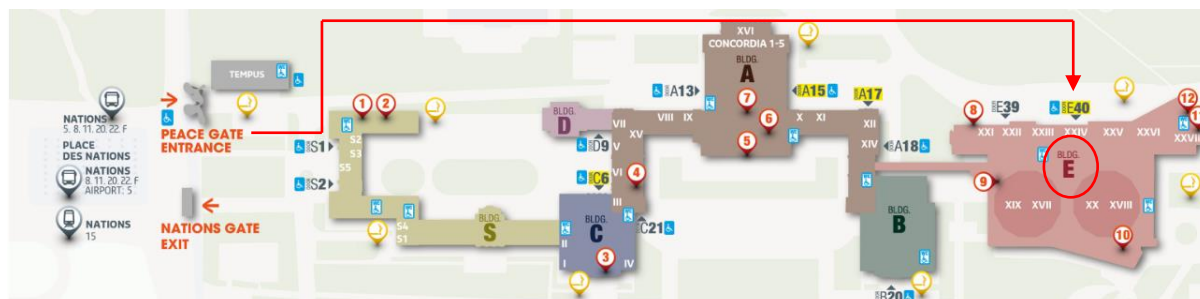 TEMPUS
NATIONS
5. 8. 11. 20. 22. F
PEACE GATE
ENTRANCE
PLACE
DES NATIONS
NATIONS
8. 11. 20. 22. F
AIRPORT: 5
NATIONS
15
NATIONS GATE
EXIT
1
2
S1
S2
S2
S3
S5
S4
S1
BLDG.
S
BLDG.
D
D9
C6
BLDG.
C
II
I
IV
3
C21
VII
XV
V
VI
III
4
VIII
IX
A13
XVI
CONCORDIA 1-5
BLDG.
A
7
6
5
A15
A17
X
XI
XII
XIV
A18
BLDG.
B
B20
8
E39
E40
12
11
XXI
XXII
XXIII
XXIV
XXV
XXVI
XXVII
BLDG.
E
9
XIX
XVII
XX
XVIII
10